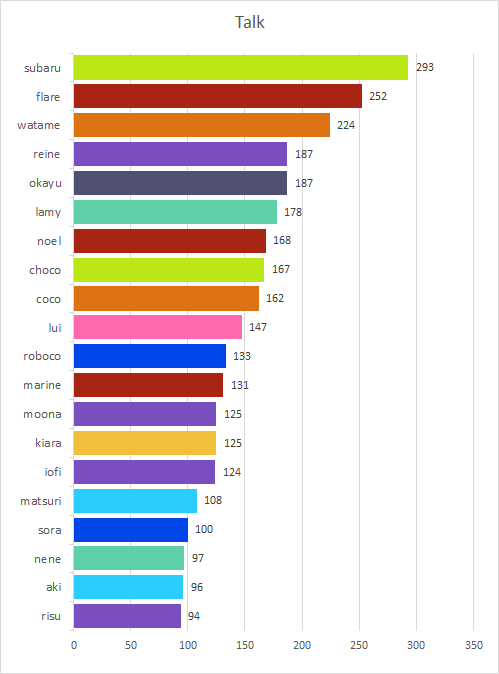 Talk
subaru 293
flare 252
watame 224
reine 187
okayu 187
lamy 178
noel 168
choco 167
coco 162
lui 147
roboco 133
marine 131
moona 125
kiara 125
iofi 124
matsuri 108
sora 100
nene 97
aki 96
risu 94
0 50 100 150 200 250 300 350